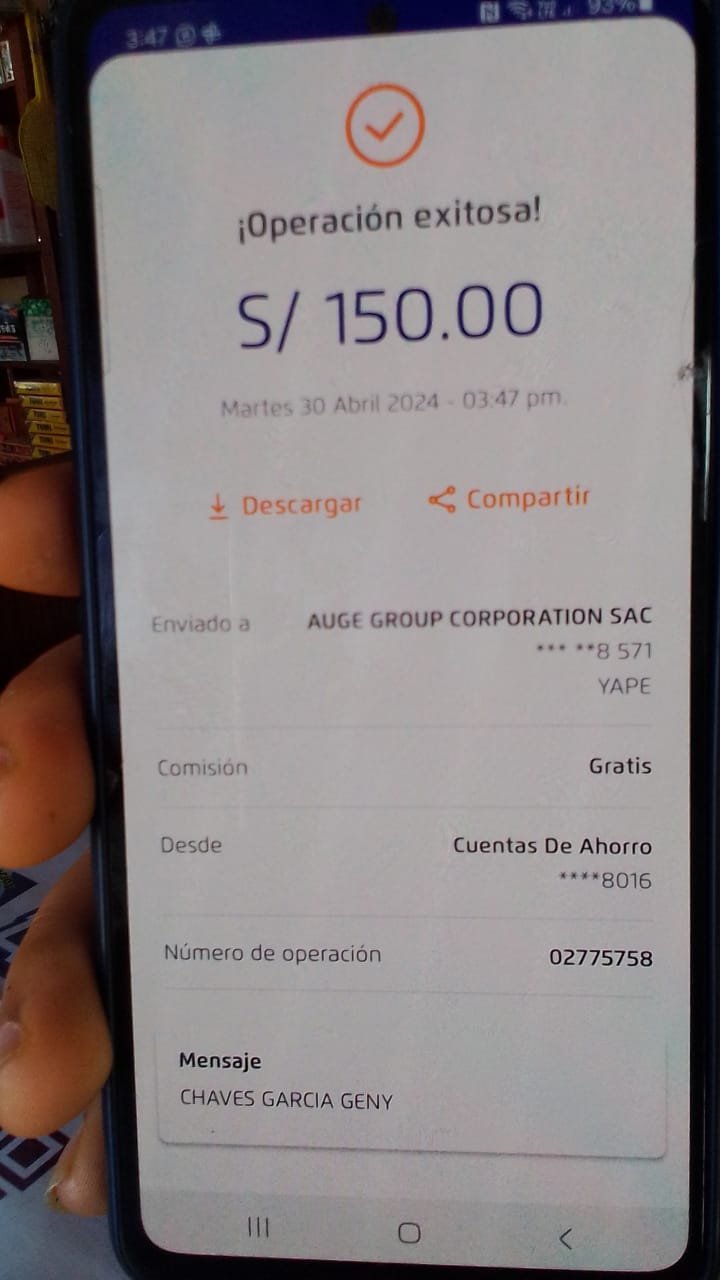 3:47
93%
¡Operación exitosa!
S/ 150.00
Martes 30 Abril 2024 - 03:47 pm.
Descargar
Compartir
Enviado a
AUGE GROUP CORPORATION SAC
*** **8 571
YAPE
Comisión
Gratis
Desde
Cuentas De Ahorro
****8016
Número de operación
02775758
Mensaje
CHAVES GARCIA GENY